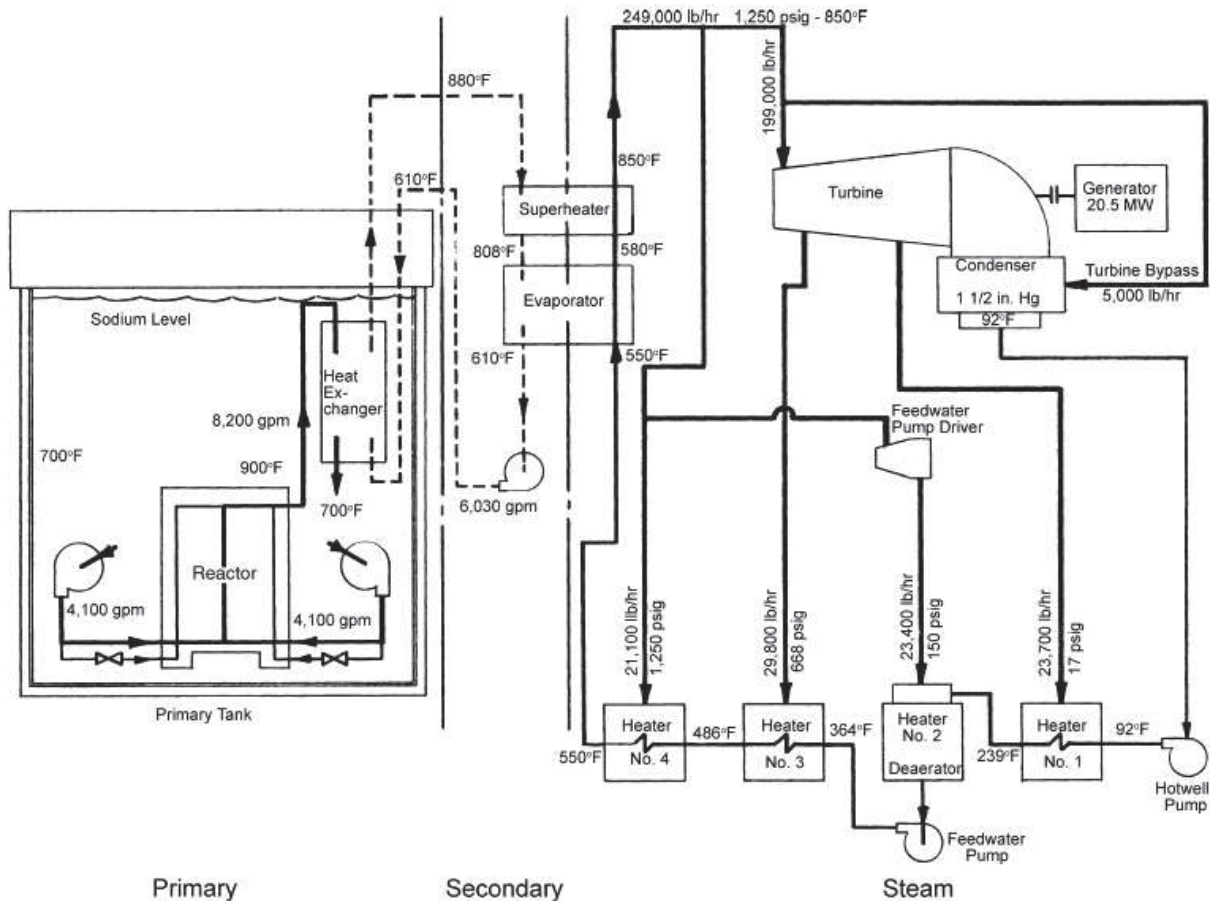 249,000 lb/hr 1,250 psig - 850°F
880°F
199,000 lb/hr
610°F
850°F
Superheater
Turbine
Generator
20.5 MW
808°F
580°F
Condenser
1 1/2 in. Hg
92°F
Turbine Bypass
5,000 lb/hr
Evaporator
Sodium Level
610°F
550°F
Heat
Ex-
changer
8,200 gpm
Feedwater
Pump Driver
700°F
900°F
700°F
6,030 gpm
Reactor
4,100 gpm
4,100 gpm
21,100 llb/hr
1,250 psig
29,800 lb/hr
668 psig
23,400 lb/hr
150 psig
23,700 lb/hr
17 psig
Primary Tank
550°F
Heater
No. 4
486°F
Heater
No. 3
364°F
Heater
No. 2
Deaerator
239°F
Heater
No. 1
92°F
Hotwell
Pump
Feedwater
Pump
Primary
Secondary
Steam